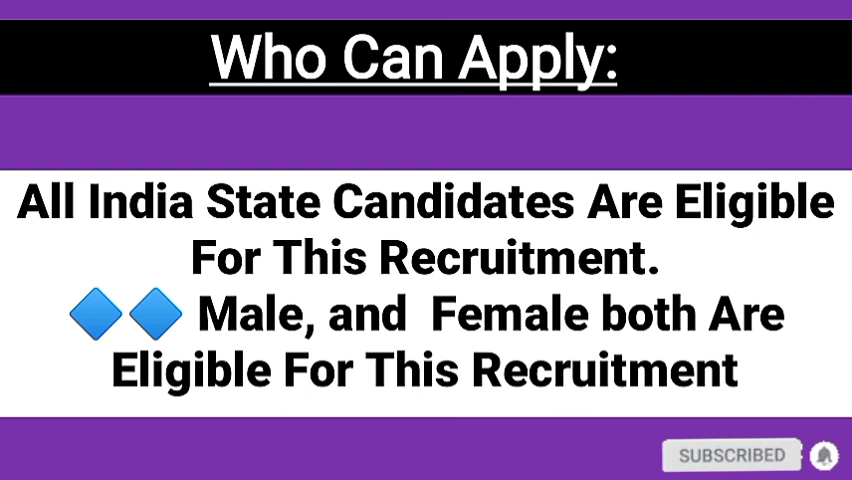 Who Can Apply:
All India State Candidates Are Eligible
For This Recruitment.
🔷🔷 Male, and Female both Are
Eligible For This Recruitment
SUBSCRIBED